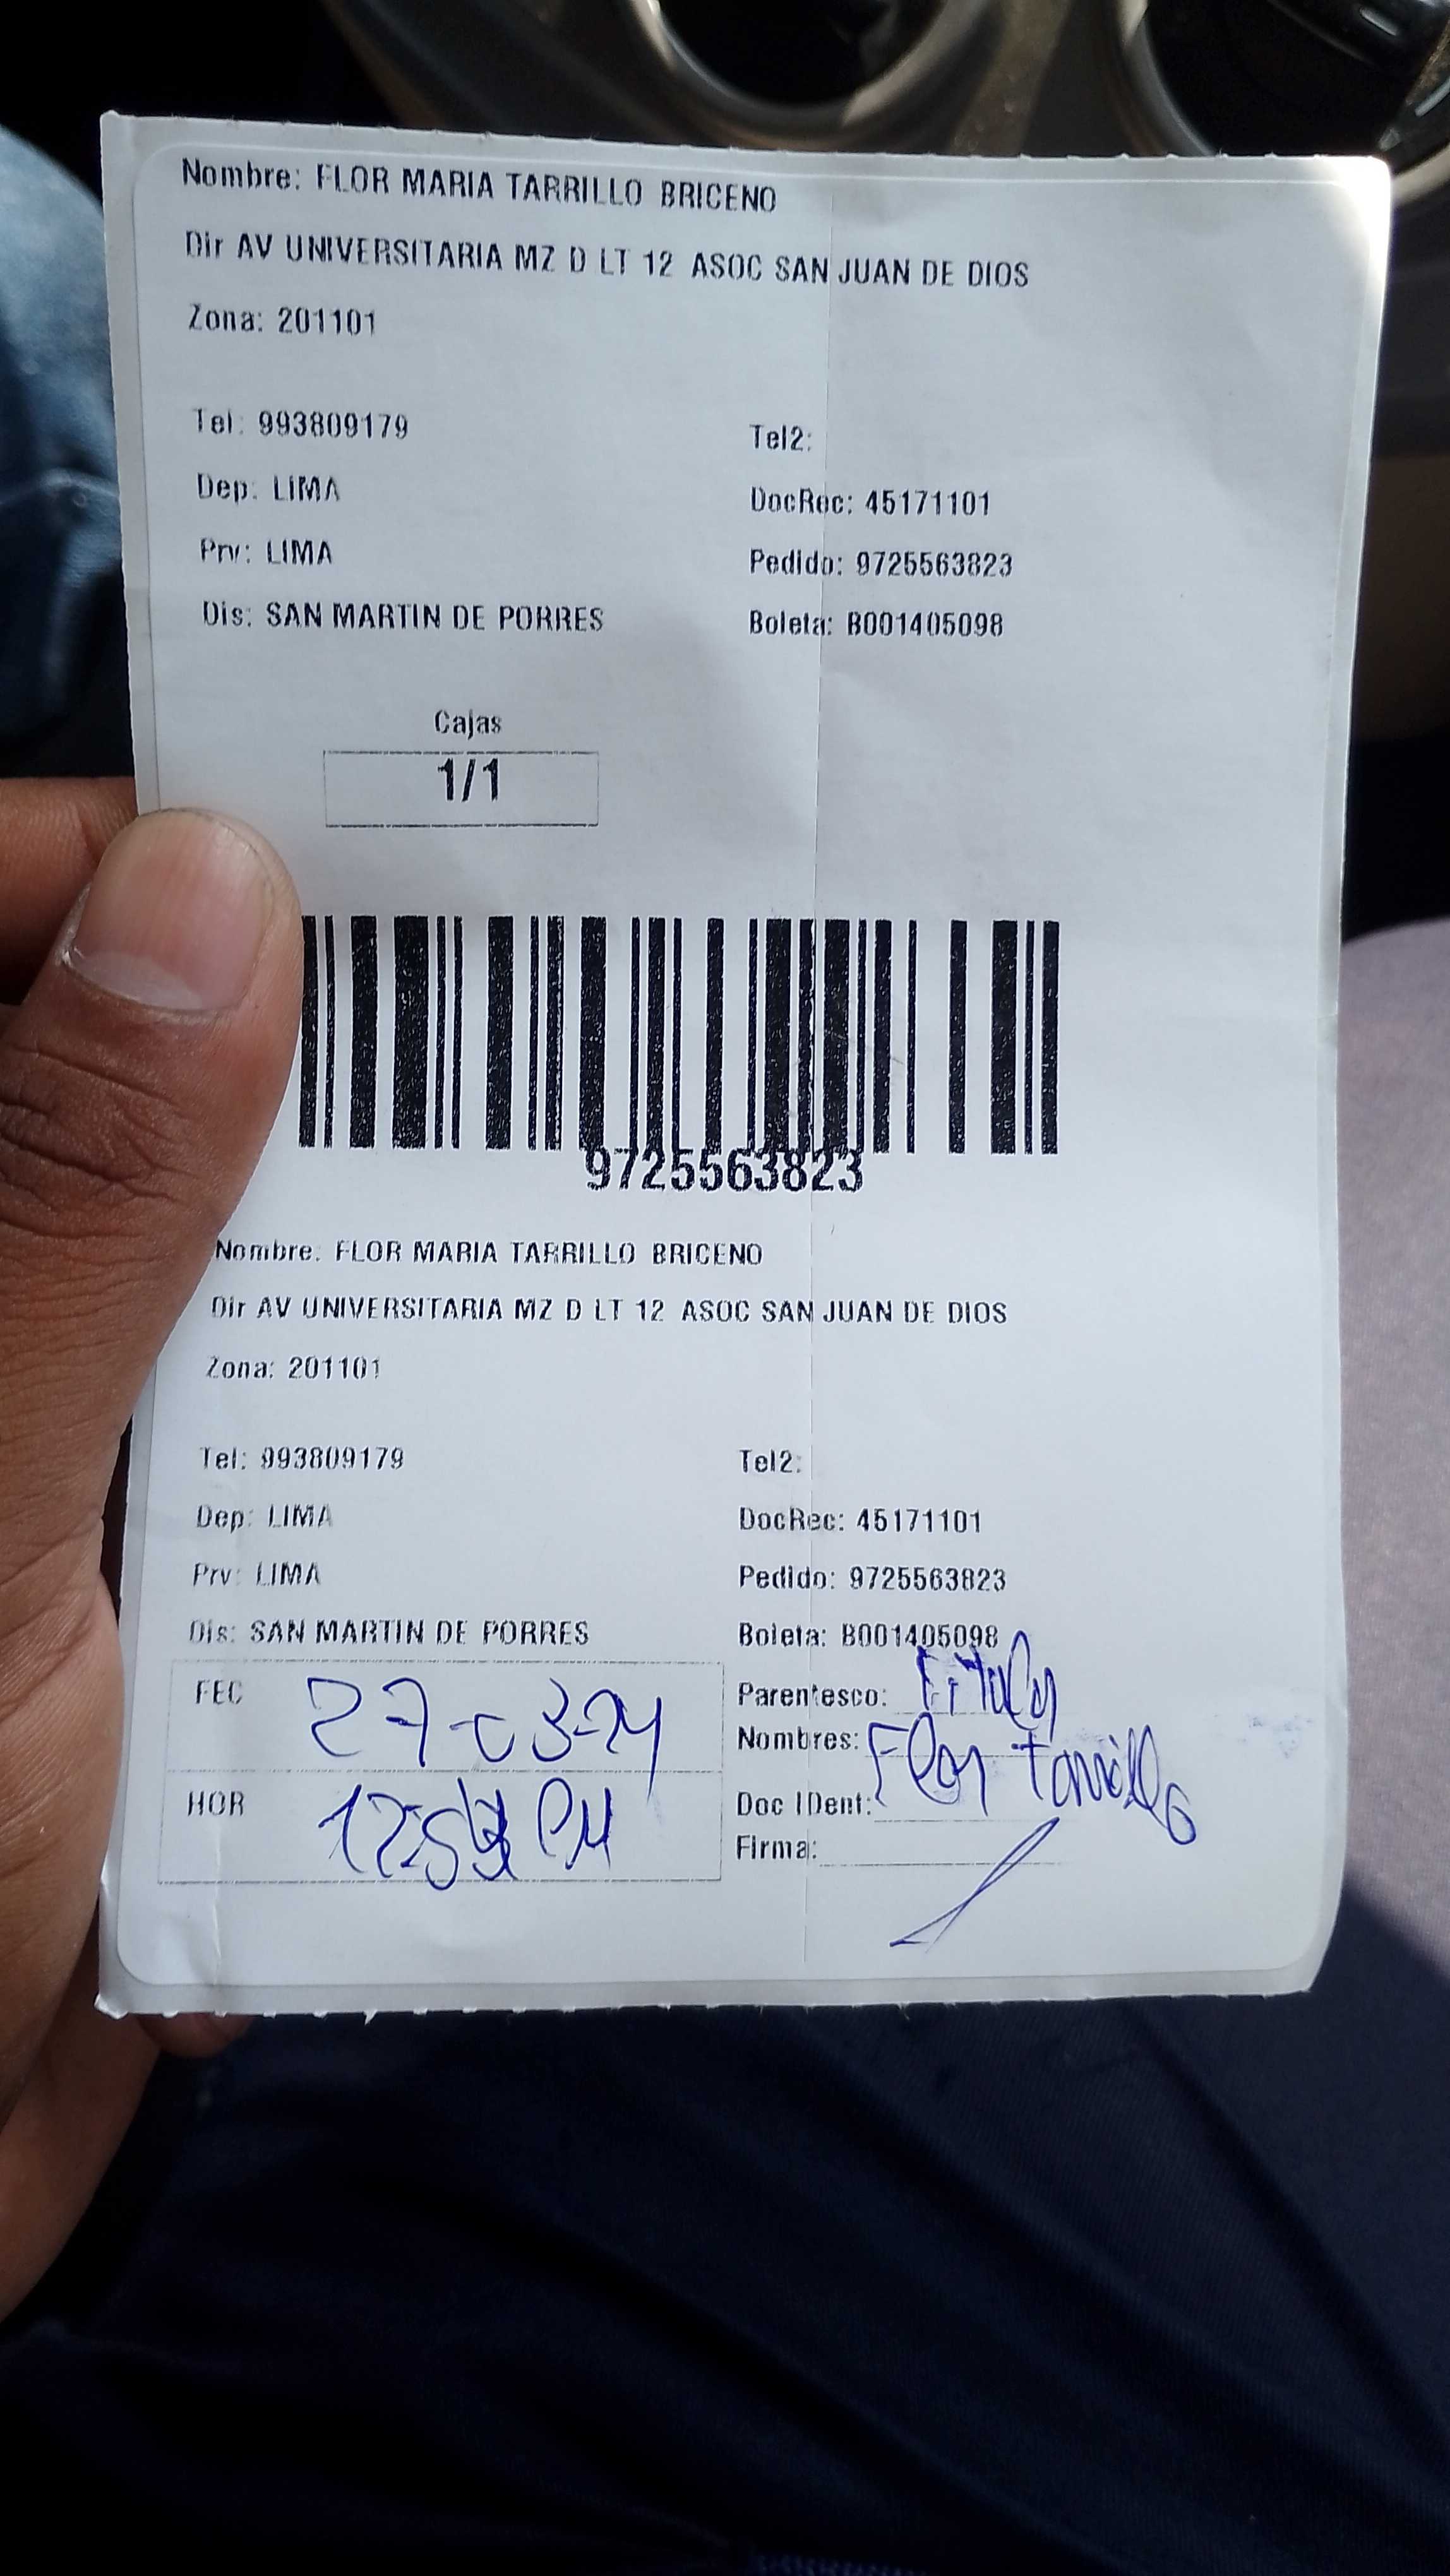 Nombre: FLOR MARIA TARRILLO BRICENO
Dir AV UNIVERSITARIA MZ D LT 12 ASOC SAN JUAN DE DIOS
Zona: 201101
Tel: 993809179 Tel2:
Dep: LIMA DocRec: 45171101
Prv: LIMA Pedido: 9725563823
Dis: SAN MARTIN DE PORRES Boleta: B001405098
Cajas
1/1
9725563823
Nombre: FLOR MARIA TARRILLO BRICENO
Dir AV UNIVERSITARIA MZ D LT 12 ASOC SAN JUAN DE DIOS
Zona: 201101
Tel: 993809179 Tel2:
Dep: LIMA DocRec: 45171101
Prv: LIMA Pedido: 9725563823
Dis: SAN MARTIN DE PORRES Boleta: B001405098
FEC 27-03-24 Parentesco:
Nombres: Flor tarrillo
HOR PM Doc IDent:
Firma: